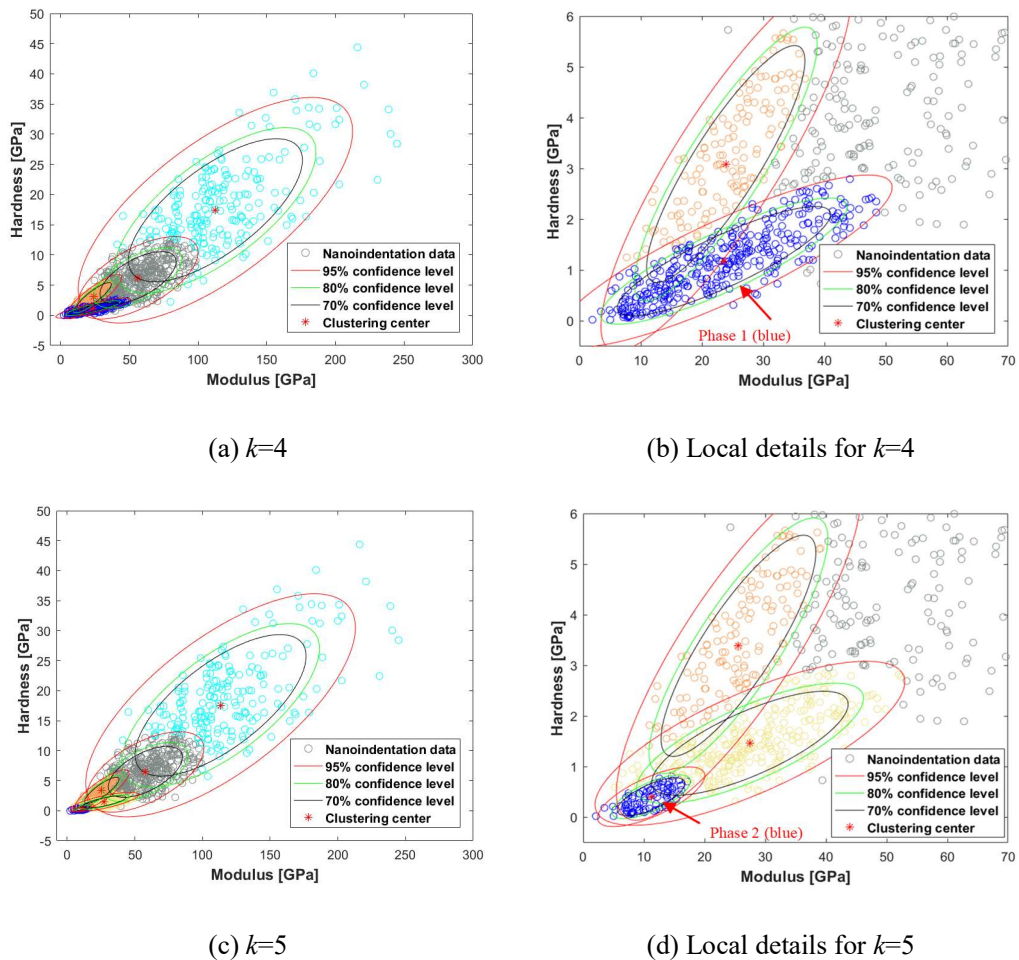 50
45
40
35
30
25
20
15
10
5
0
-5
Hardness [GPa]
0 50 100 150 200 250 300
Modulus [GPa]
Nanoindentation data
95% confidence level
80% confidence level
70% confidence level
Clustering center
(a) k=4
6
5
4
3
2
1
0
Hardness [GPa]
0 10 20 30 40 50 60 70
Modulus [GPa]
Nanoindentation data
95% confidence level
80% confidence level
70% confidence level
Clustering center
Phase 1 (blue)
(b) Local details for k=4
50
45
40
35
30
25
20
15
10
5
0
-5
Hardness [GPa]
0 50 100 150 200 250 300
Modulus [GPa]
Nanoindentation data
95% confidence level
80% confidence level
70% confidence level
Clustering center
(c) k=5
6
5
4
3
2
1
0
Hardness [GPa]
0 10 20 30 40 50 60 70
Modulus [GPa]
Nanoindentation data
95% confidence level
80% confidence level
70% confidence level
Clustering center
Phase 2 (blue)
(d) Local details for k=5